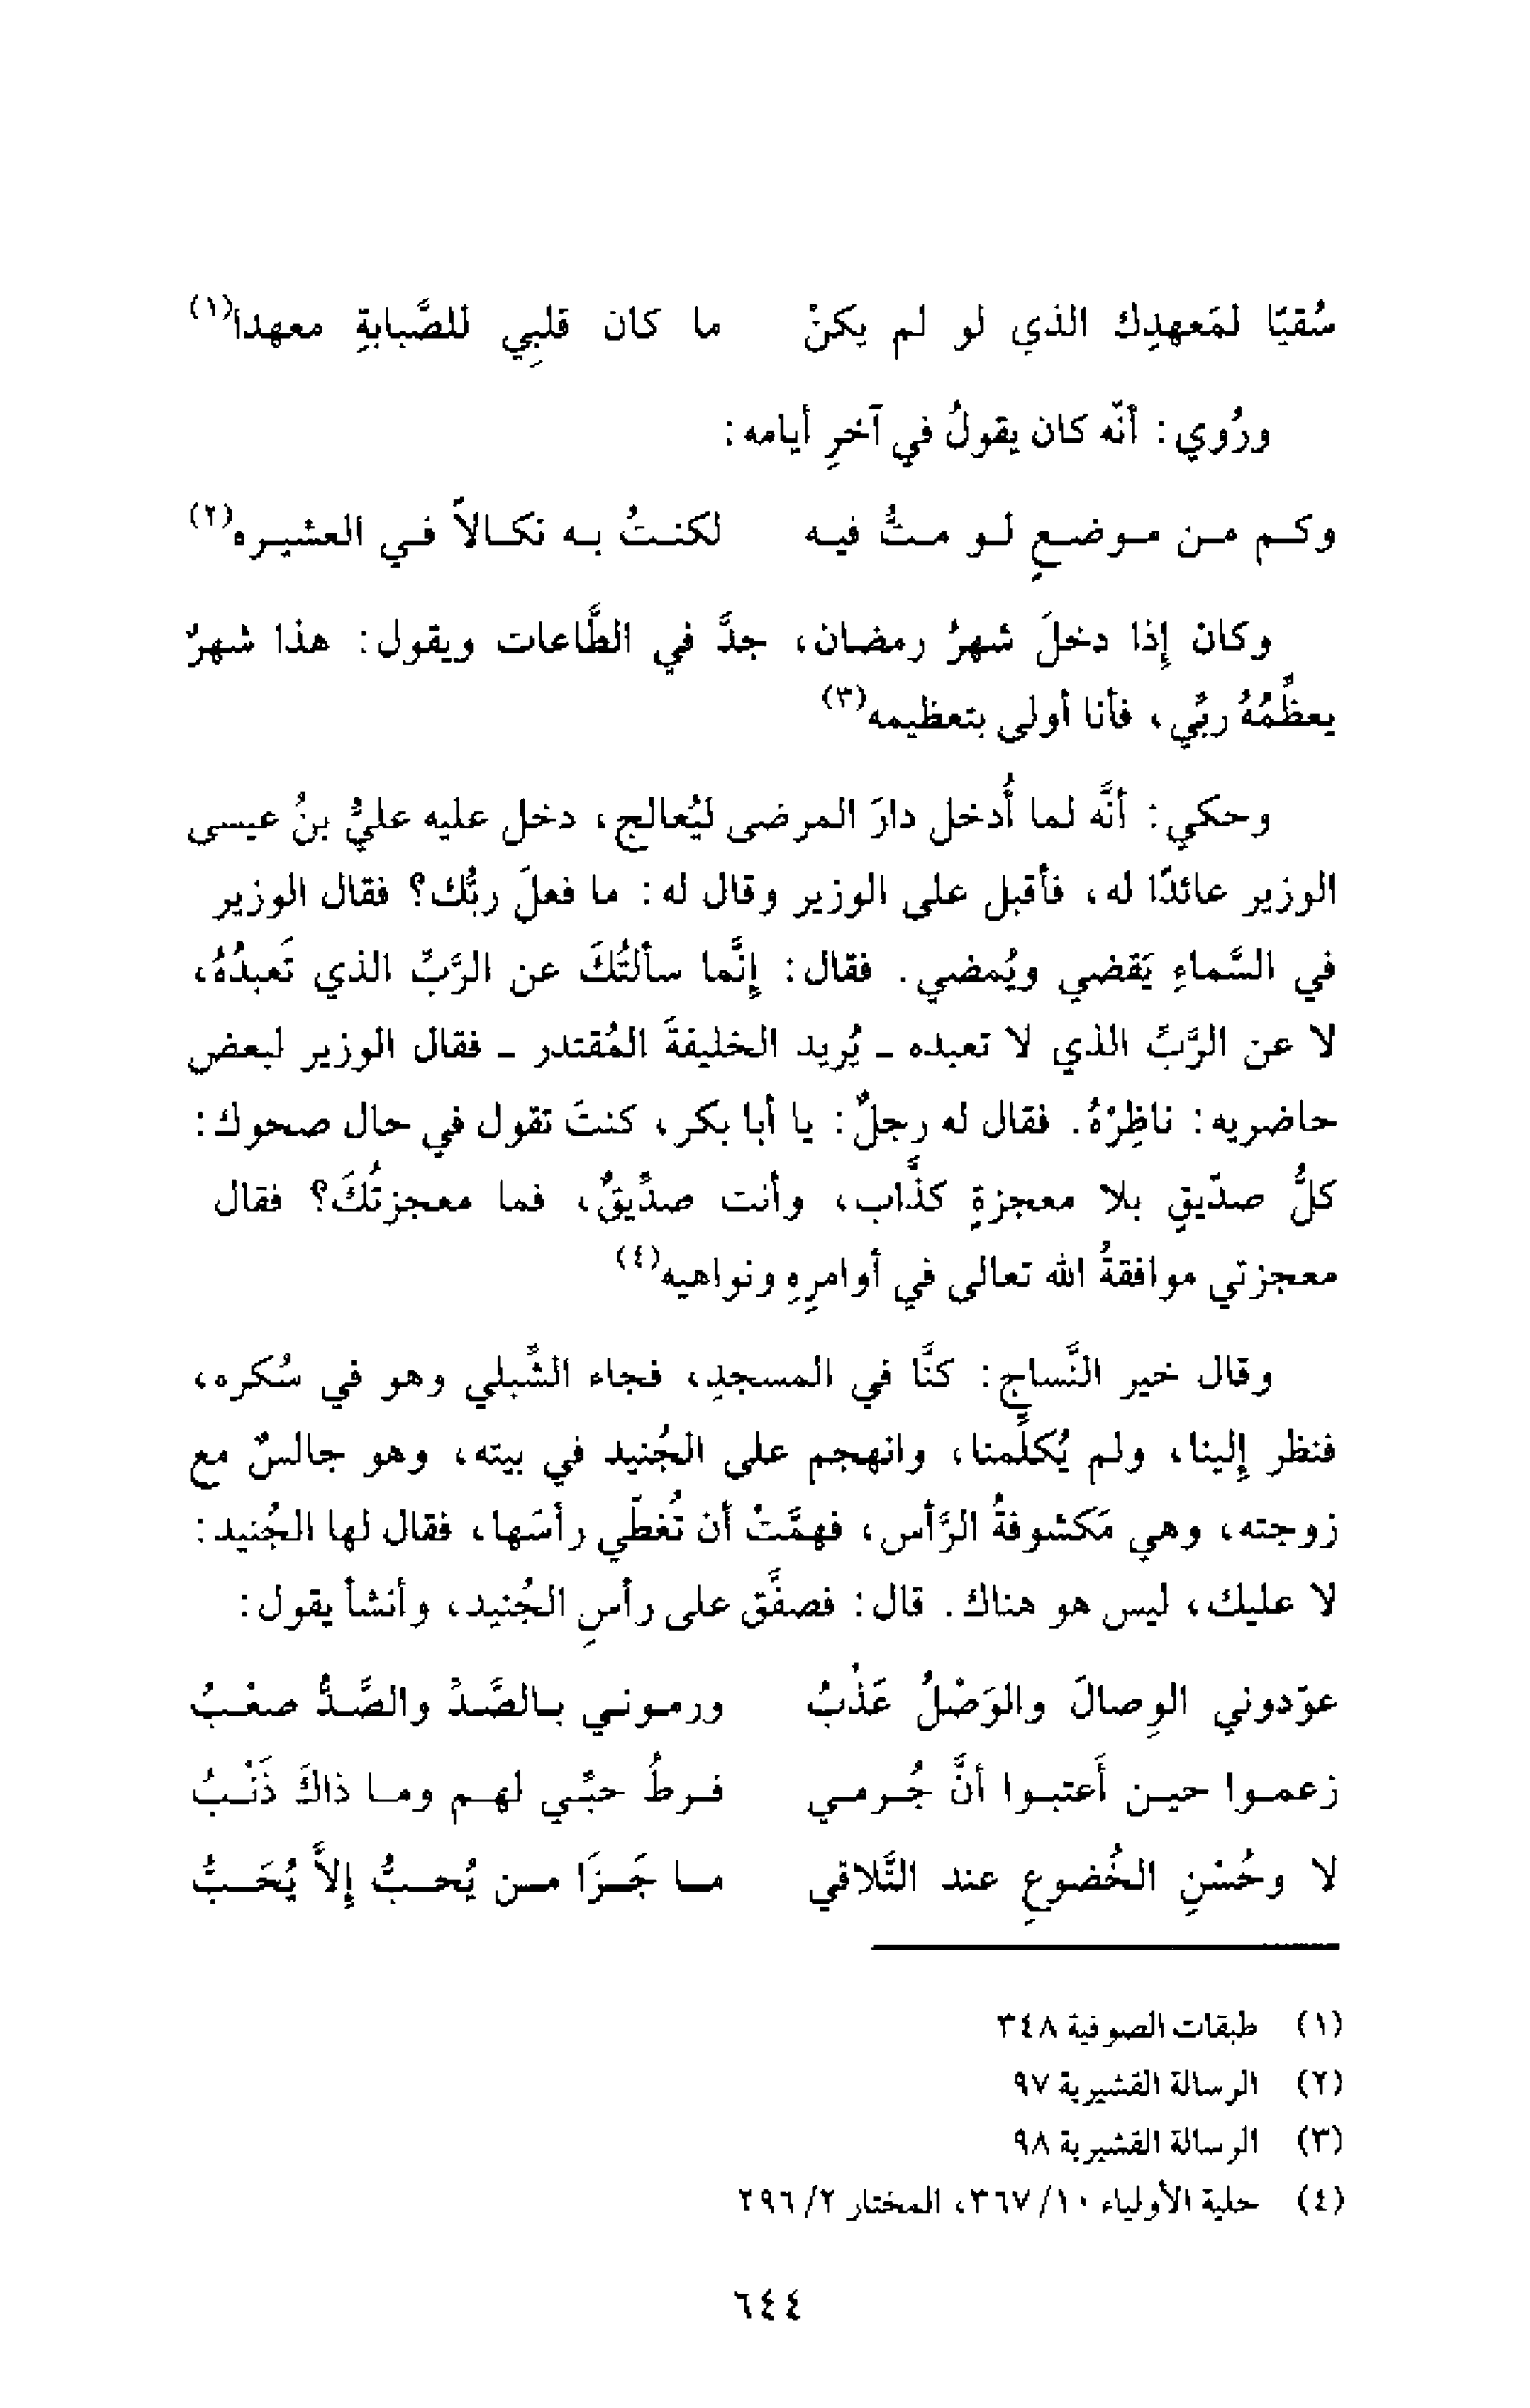 سُقيًا لمَعهدِك الذي لو لم يكنْ ما كان قلبِي للصَّبابةِ معهدا(١)
ورُوي: أنّه كان يقولُ في آخرِ أيامه:
وكـم مـن مـوضـعٍ لـو مـتُّ فيـه لكنـتُ بـه نكـالاً فـي العشيـره(٢)
وكان إذا دخلَ شهرُ رمضان، جدَّ في الطَّاعات ويقول: هذا شهرٌ
يعظِّمُهُ ربِّي، فأنا أولى بتعظيمه(٣)
وحكي: أنَّه لما أُدخل دارَ المرضى ليُعالج، دخل عليه عليُّ بنُ عيسى
الوزير عائدًا له، فأقبل على الوزير وقال له: ما فعلَ ربُّك؟ فقال الوزير
في السَّماءِ يَقضي ويُمضي. فقال: إنَّما سألتُكَ عن الرَّبِّ الذي تَعبدُهُ،
لا عن الرَّبِّ الذي لا تعبده - يُريد الخليفةَ المُقتدر - فقال الوزير لبعض
حاضريه: ناظِرْهُ. فقال له رجلٌ: يا أبا بكر، كنتَ تقول في حال صحوك:
كلُّ صدّيقٍ بلا معجزةٍ كذَّاب، وأنت صدِّيقٌ، فما معجزتُكَ؟ فقال
معجزتي موافقةُ الله تعالى في أوامرِهِ ونواهيه(٤)
وقال خير النَّساجِ: كنَّا في المسجدِ، فجاء الشَّبلي وهو في سُكره،
فنظر إلينا، ولم يُكلِّمنا، وانهجم على الجُنيد في بيته، وهو جالسٌ مع
زوجته، وهي مَكشوفةُ الرَّأس، فهمَّتْ أن تُغطّي رأسَها، فقال لها الجُنيد:
لا عليك، ليس هو هناك. قال: فصفَّق على رأسِ الجُنيد، وأنشأ يقول:
عوّدوني الوِصالَ والوَصْلُ عَذْبُ ورمـونـي بـالصَّـدِّ والصَّـدُّ صعْـبُ
زعمـوا حيـن أَعتبـوا أنَّ جُـرمـي فـرطُ حبِّـي لهـم ومـا ذاكَ ذَنْـبُ
لا وحُسْنِ الخُضوعِ عند التَّلاقي مـا جَـزَا مـن يُحـبُّ إلاَّ يُحَـبُّ
(١) طبقات الصوفية ٣٤٨
(٢) الرسالة القشيرية ٩٧
(٣) الرسالة القشيرية ٩٨
(٤) حلية الأولياء ١٠/ ٣٦٧، المختار ٢/ ٢٩٦
٦٤٤